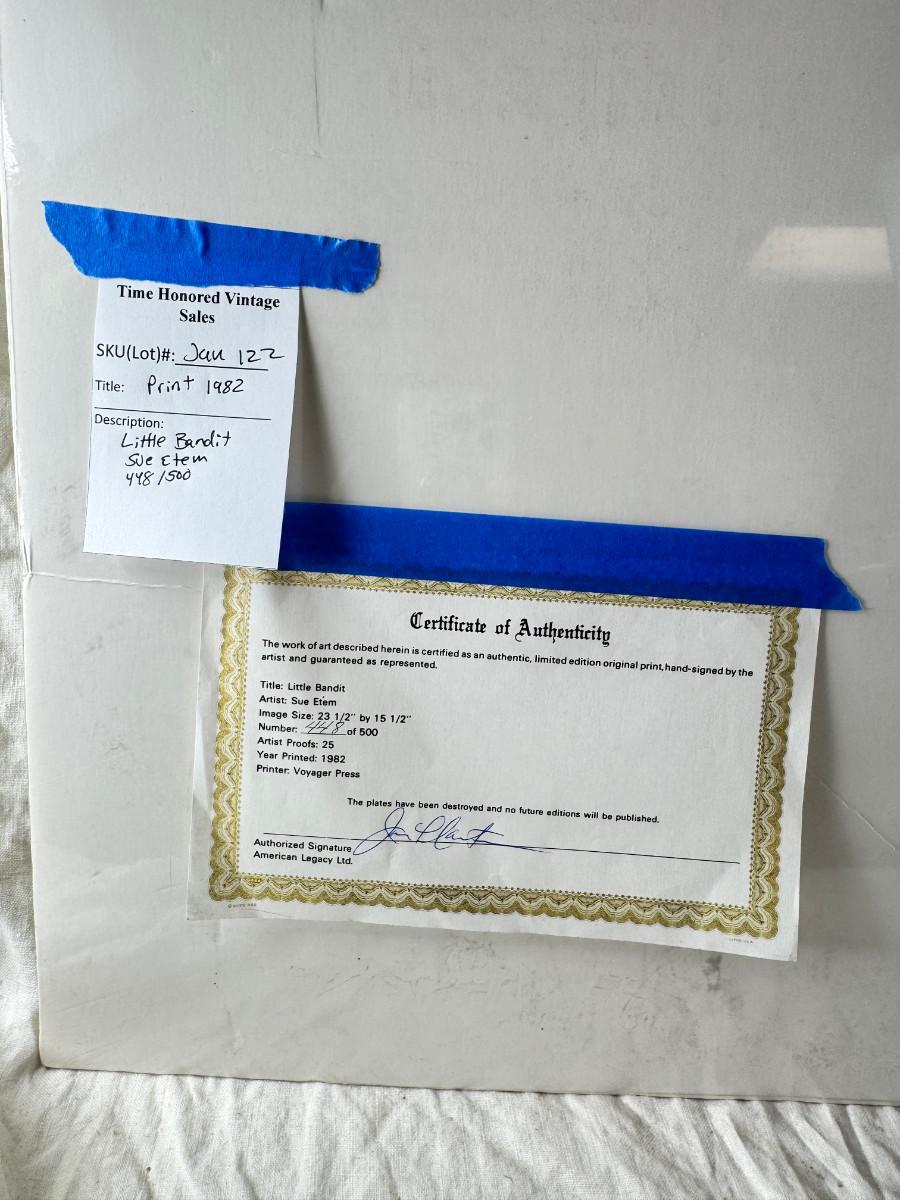 Time Honored Vintage
Sales
SKU(Lot)#: Jan 122
Title: Print 1982
Description:
Little Bandit
Sue Etem
448/500
Certificate of Authenticity
The work of art described herein is certified as an authentic, limited edition original print, hand-signed by the
artist and guaranteed as represented.
Title: Little Bandit
Artist: Sue Etem
Image Size: 23 1/2" by 15 1/2"
Number: 448 of 500
Artist Proofs: 25
Year Printed: 1982
Printer: Voyager Press
The plates have been destroyed and no future editions will be published.
Authorized Signature
American Legacy Ltd.